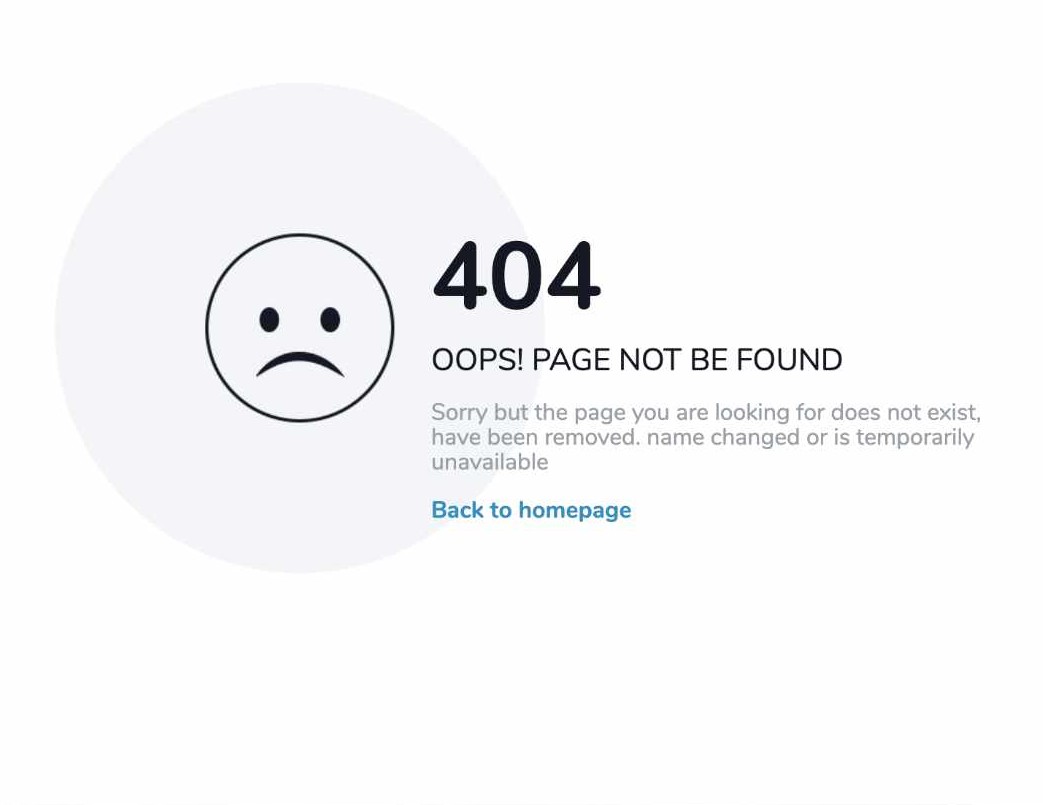 404
OOPS! PAGE NOT BE FOUND
Sorry but the page you are looking for does not exist,
have been removed. name changed or is temporarily
unavailable
Back to homepage